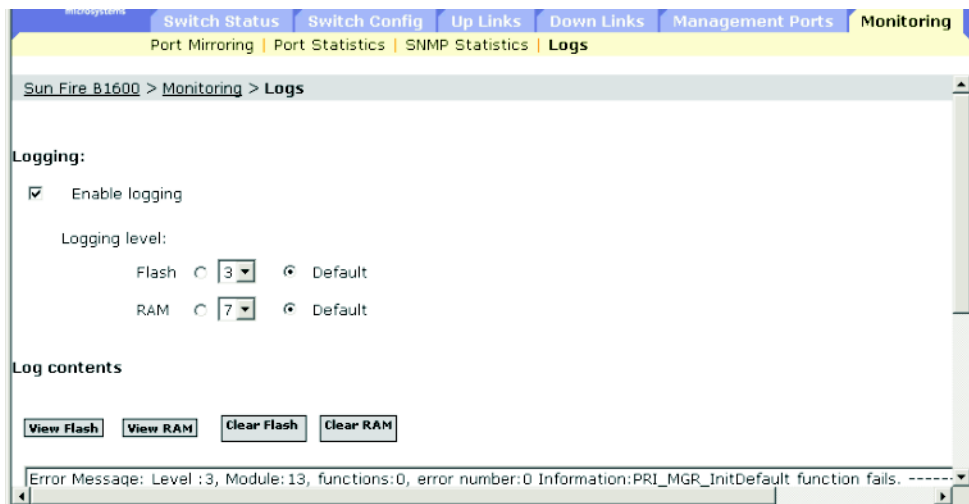 microsystems
Switch Status Switch Config Up Links Down Links Management Ports Monitoring
Port Mirroring | Port Statistics | SNMP Statistics | Logs
Sun Fire B1600 > Monitoring > Logs
Logging:
Enable logging
Logging level:
Flash 3 Default
RAM 7 Default
Log contents
View Flash View RAM Clear Flash Clear RAM
Error Message: Level :3, Module:13, functions:0, error number:0 Information:PRI_MGR_InitDefault function fails. -----